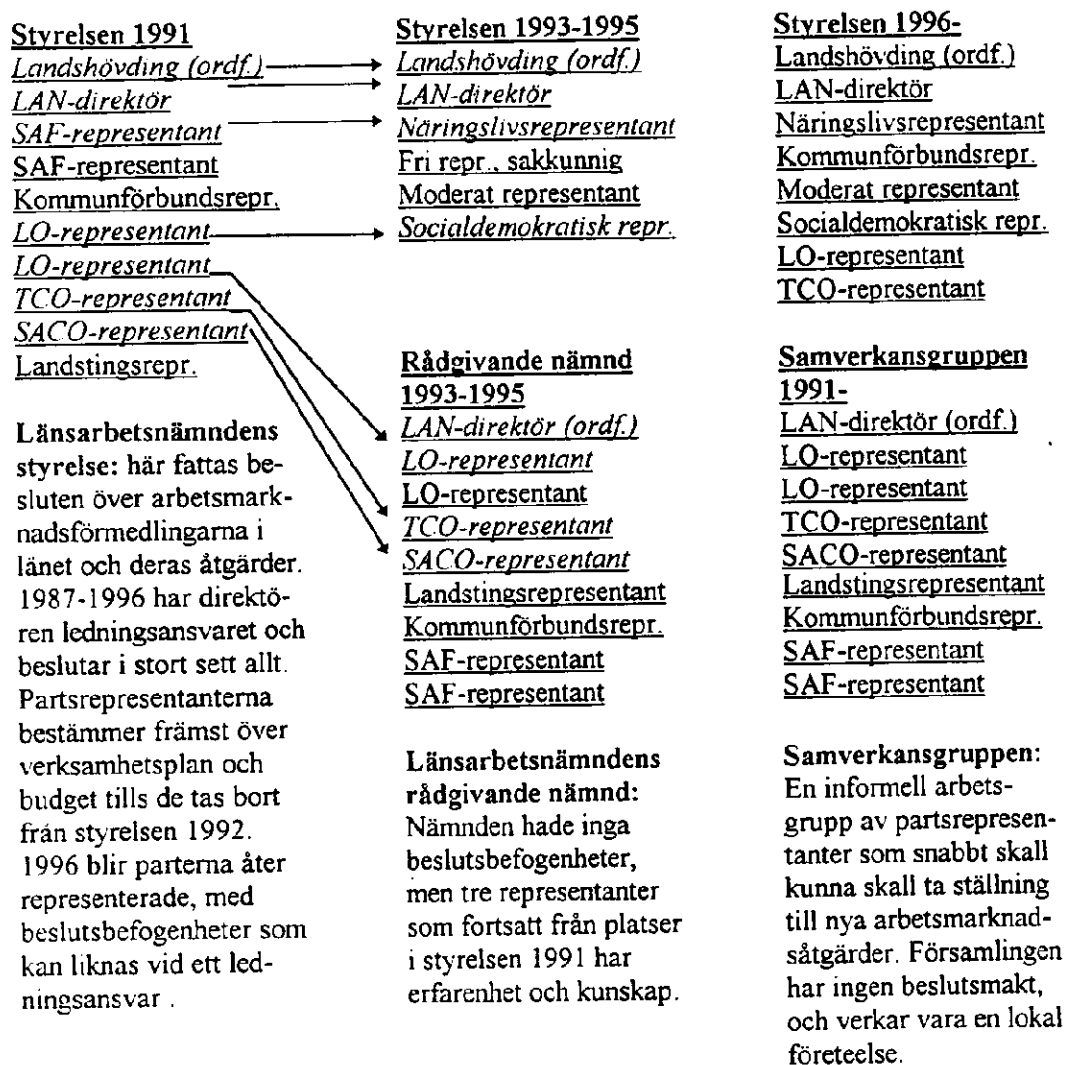 Styrelsen 1991
Landshövding (ordf.)
LAN-direktör
SAF-representant
SAF-representant
Kommunförbundsrepr.
LO-representant
LO-representant
TCO-representant
SACO-representant
Landstingsrepr.
Länsarbetsnämndens
styrelse: här fattas be-
sluten över arbetsmark-
nadsförmedlingarna i
länet och deras åtgärder.
1987-1996 har direktö-
ren ledningsansvaret och
beslutar i stort sett allt.
Partsrepresentanterna
bestämmer främst över
verksamhetsplan och
budget tills de tas bort
från styrelsen 1992.
1996 blir parterna åter
representerade, med
beslutsbefogenheter som
kan liknas vid ett led-
ningsansvar .
Styrelsen 1993-1995
Landshövding (ordf.)
LAN-direktör
Näringslivsrepresentant
Fri repr., sakkunnig
Moderat representant
Socialdemokratisk repr.
Rådgivande nämnd
1993-1995
LAN-direktör (ordf.)
LO-representant
LO-representant
TCO-representant
SACO-representant
Landstingsrepresentant
Kommunförbundsrepr.
SAF-representant
SAF-representant
Länsarbetsnämndens
rådgivande nämnd:
Nämnden hade inga
beslutsbefogenheter,
men tre representanter
som fortsatt från platser
i styrelsen 1991 har
erfarenhet och kunskap.
Styrelsen 1996-
Landshövding (ordf.)
LAN-direktör
Näringslivsrepresentant
Kommunförbundsrepr.
Moderat representant
Socialdemokratisk repr.
LO-representant
TCO-representant
Samverkansgruppen
1991-
LAN-direktör (ordf.)
LO-representant
LO-representant
TCO-representant
SACO-representant
Landstingsrepresentant
Kommunförbundsrepr.
SAF-representant
SAF-representant
Samverkansgruppen:
En informell arbets-
grupp av partsrepresen-
tanter som snabbt skall
kunna skall ta ställning
till nya arbetsmarknad-
såtgärder. Församlingen
har ingen beslutsmakt,
och verkar vara en lokal
företeelse.